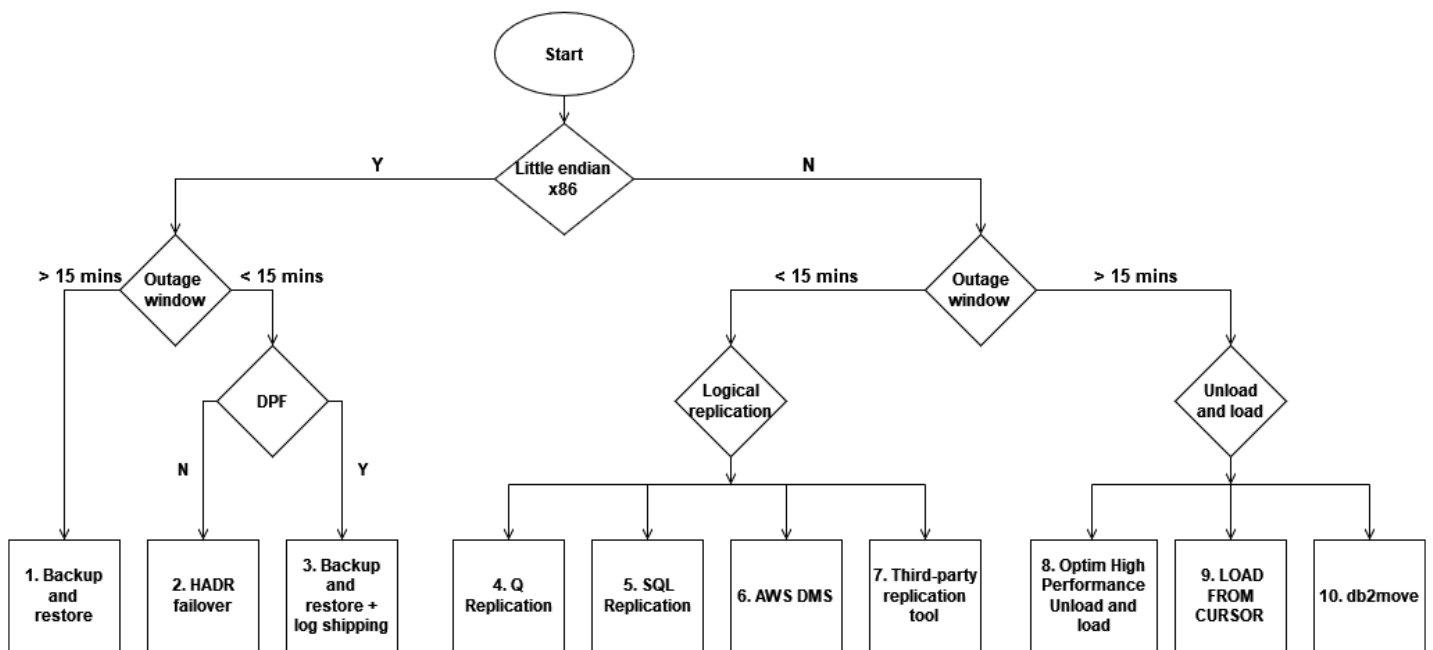 Start
Little endian
x86
Y
N
Outage
window
> 15 mins
< 15 mins
Outage
window
< 15 mins
> 15 mins
DPF
N
Y
Logical
replication
Unload
and load
1. Backup
and
restore
2. HADR
failover
3. Backup
and
restore +
log shipping
4. Q
Replication
5. SQL
Replication
6. AWS DMS
7. Third-party
replication
tool
8. Optim High
Performance
Unload and
load
9. LOAD
FROM
CURSOR
10. db2move